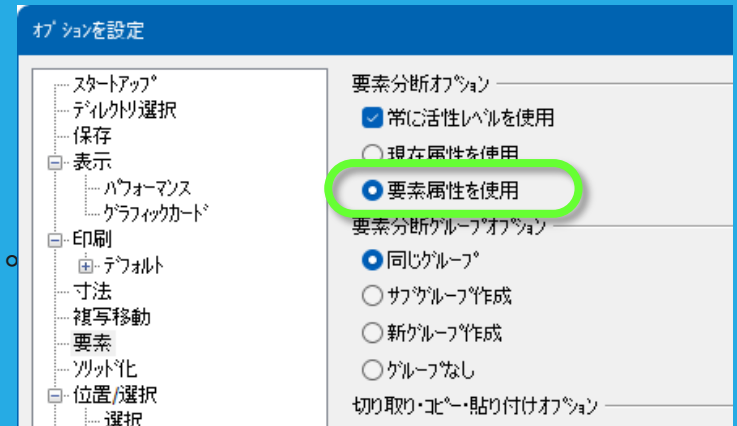 オプションを設定
スタートアップ
ディレクトリ選択
保存
表示
パフォーマンス
グラフィックカード
印刷
デフォルト
寸法
複写移動
要素
ソリッド化
位置/選択
選択
要素分断オプション
常に活性レベルを使用
現在属性を使用
要素属性を使用
要素分断グループオプション
同じグループ
サブグループ作成
新グループ作成
グループなし
切り取り・コピー・貼り付けオプション